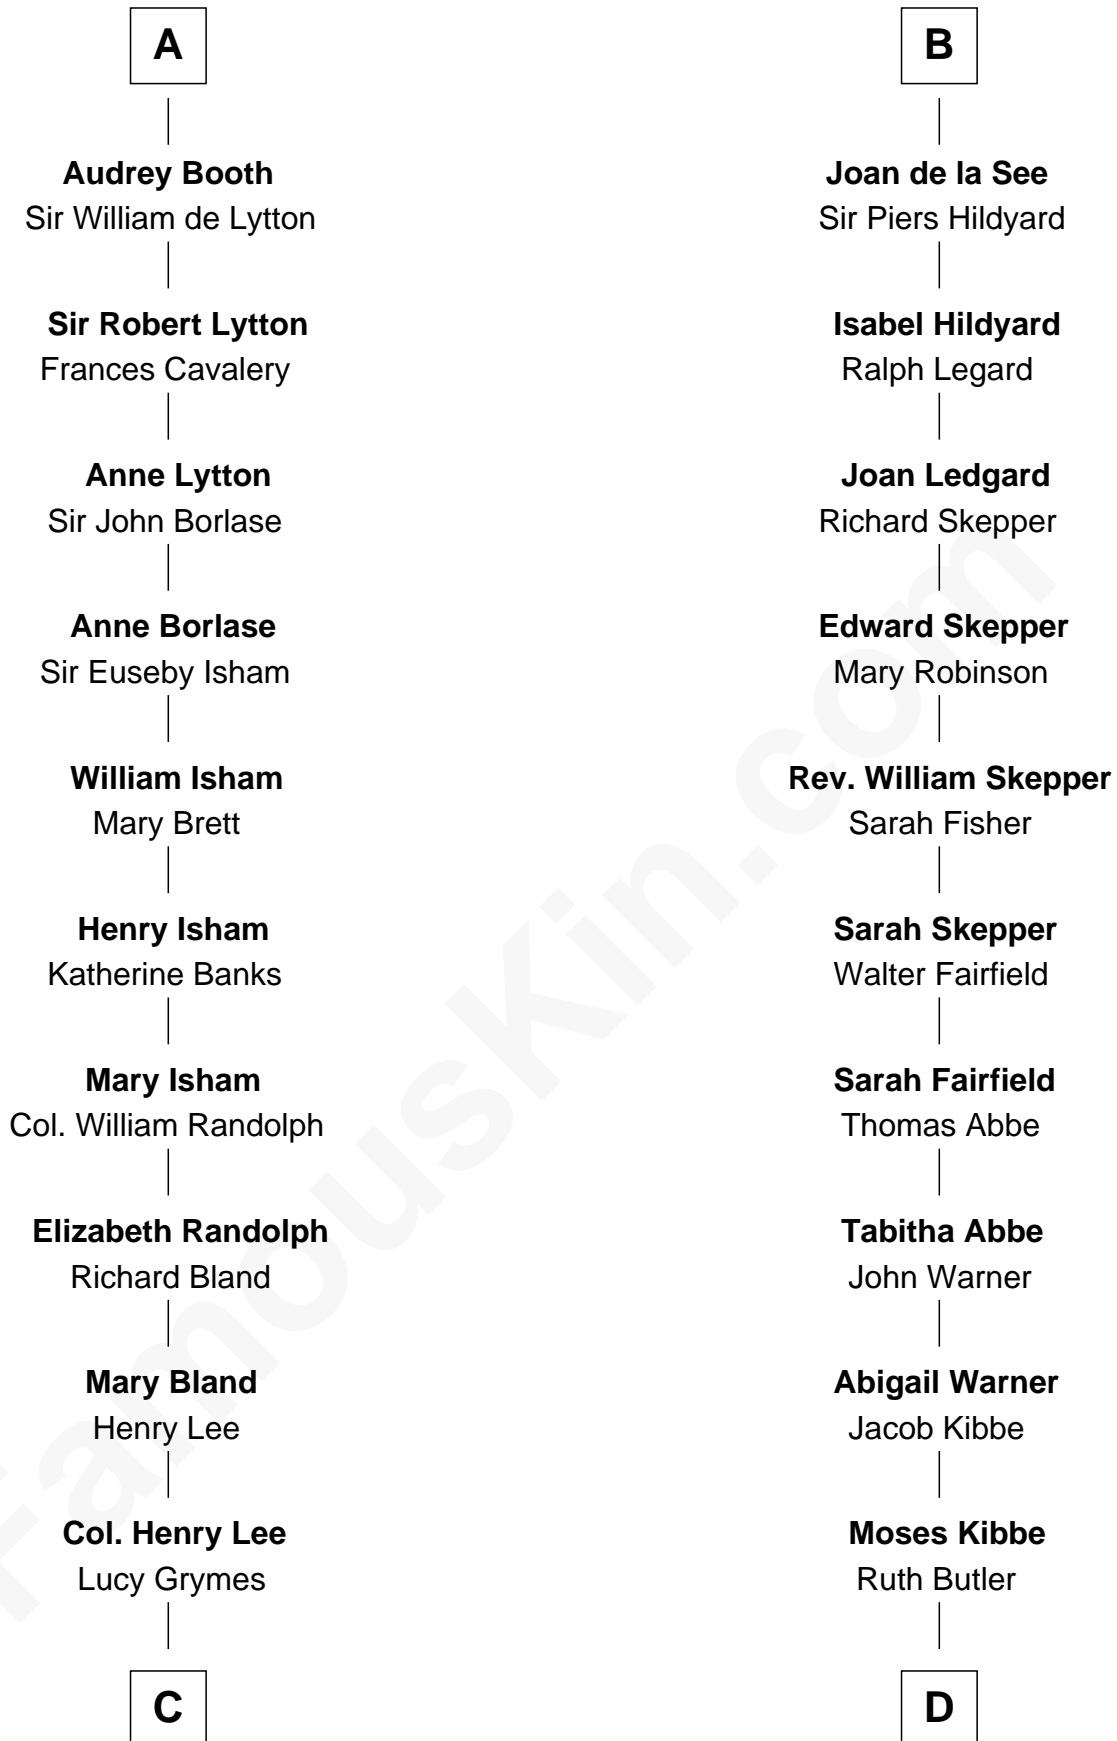 A
Audrey Booth
Sir William de Lytton
Sir Robert Lytton
Frances Cavalery
Anne Lytton
Sir John Borlase
Anne Borlase
Sir Euseby Isham
William Isham
Mary Brett
Henry Isham
Katherine Banks
Mary Isham
Col. William Randolph
Elizabeth Randolph
Richard Bland
Mary Bland
Henry Lee
Col. Henry Lee
Lucy Grymes
C
B
Joan de la See
Sir Piers Hildyard
Isabel Hildyard
Ralph Legard
Joan Ledgard
Richard Skepper
Edward Skepper
Mary Robinson
Rev. William Skepper
Sarah Fisher
Sarah Skepper
Walter Fairfield
Sarah Fairfield
Thomas Abbe
Tabitha Abbe
John Warner
Abigail Warner
Jacob Kibbe
Moses Kibbe
Ruth Butler
D
FamousKin.com